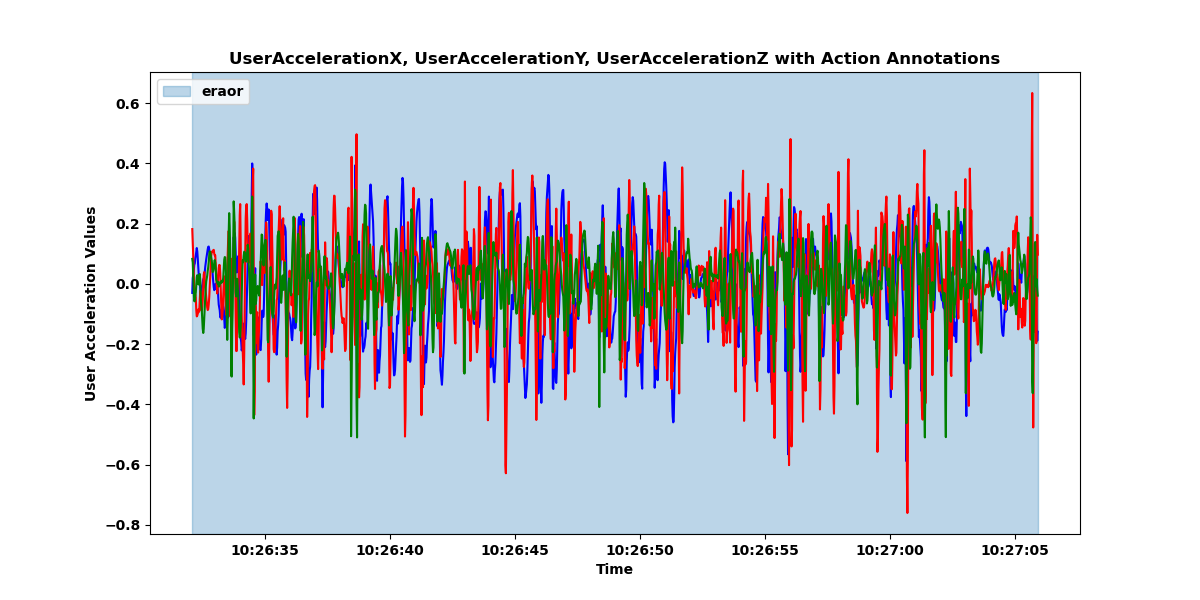 UserAccelerationX, UserAccelerationY, UserAccelerationZ with Action Annotations
eraor
User Acceleration Values
0.6
0.4
0.2
0.0
−0.2
−0.4
−0.6
−0.8
10:26:35 10:26:40 10:26:45 10:26:50 10:26:55 10:27:00 10:27:05
Time